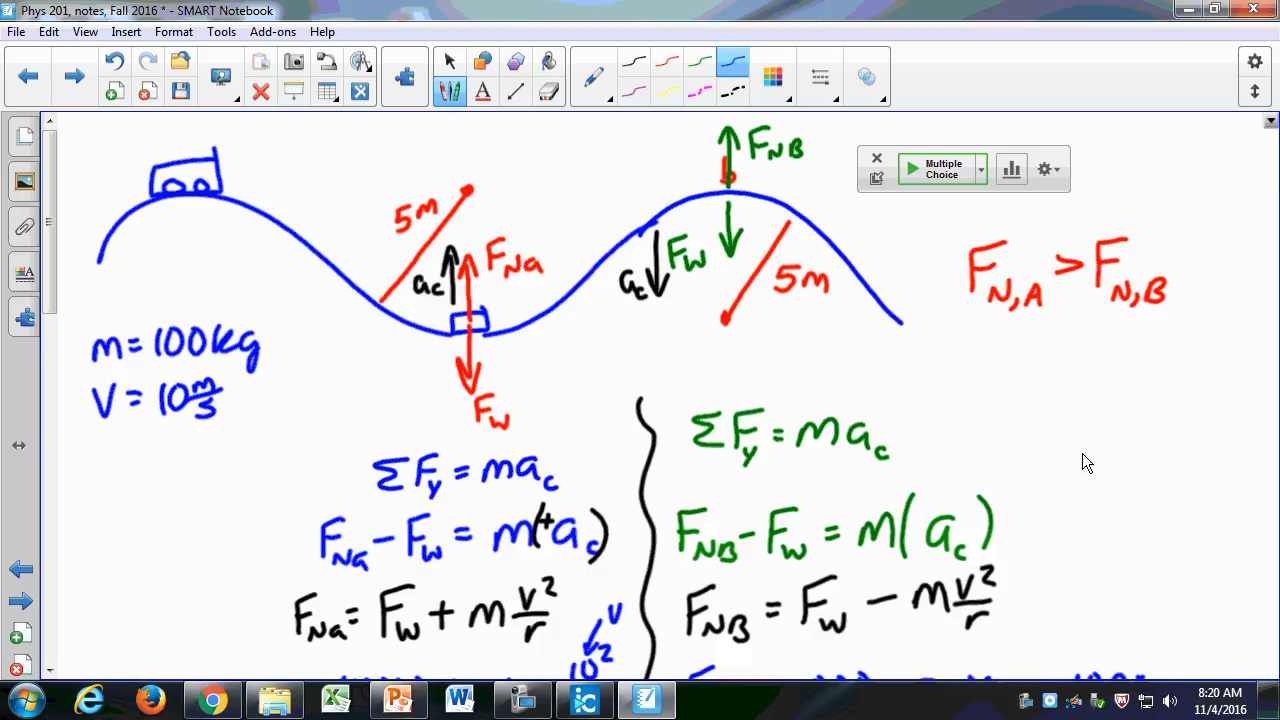 Phys 201, notes, Fall 2016 * - SMART Notebook
File Edit View Insert Format Tools Add-ons Help
Multiple
Choice
F_NB
b
5m
F_Na
a_c
F_w
a_c
5m
F_N,A > F_N,B
m = 100kg
V = 10 m/s
F_w
ΣF_y = ma_c
ΣF_y = ma_c
F_Na - F_w = m(+a_c)
F_NB - F_w = m( a_c)
F_Na = F_w + m v²/r
F_NB = F_w - m v²/r
v
10²
8:20 AM
11/4/2016